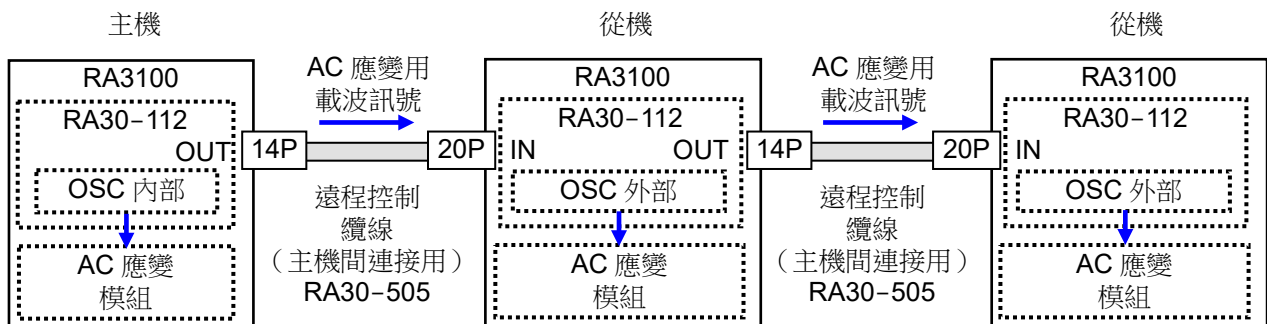 主機
從機
從機
RA3100
RA30-112
OUT
OSC 內部
AC 應變
模組
AC 應變用
載波訊號
14P
20P
遠程控制
纜線
（主機間連接用）
RA30-505
RA3100
RA30-112
IN
OUT
OSC 外部
AC 應變
模組
AC 應變用
載波訊號
14P
20P
遠程控制
纜線
（主機間連接用）
RA30-505
RA3100
RA30-112
IN
OSC 外部
AC 應變
模組